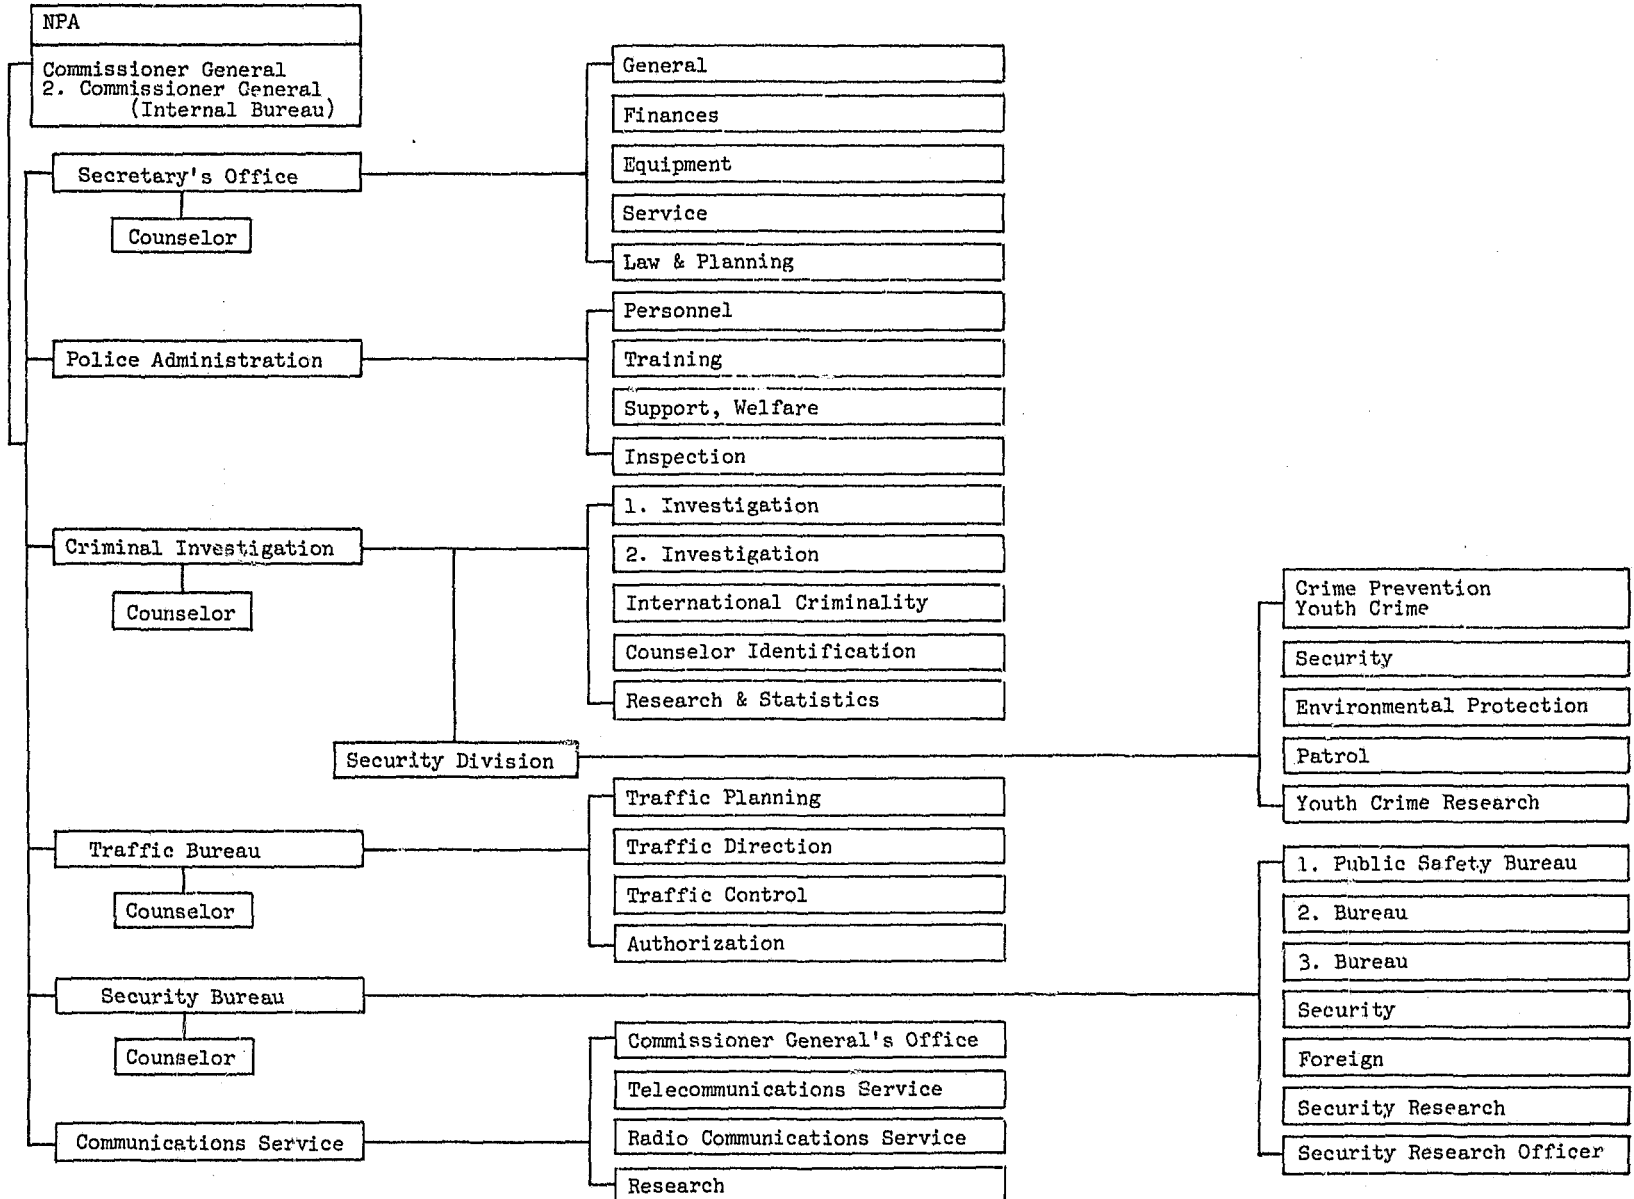 NPA
Commissioner General
2. Commissioner General
(Internal Bureau)
Secretary's Office
Counselor
General
Finances
Equipment
Service
Law & Planning
Police Administration
Personnel
Training
Support, Welfare
Inspection
Criminal Investigation
Counselor
1. Investigation
2. Investigation
International Criminality
Counselor Identification
Research & Statistics
Security Division
Crime Prevention
Youth Crime
Security
Environmental Protection
Patrol
Youth Crime Research
Traffic Bureau
Counselor
Traffic Planning
Traffic Direction
Traffic Control
Authorization
Security Bureau
Counselor
1. Public Safety Bureau
2. Bureau
3. Bureau
Security
Foreign
Security Research
Security Research Officer
Communications Service
Commissioner General's Office
Telecommunications Service
Radio Communications Service
Research